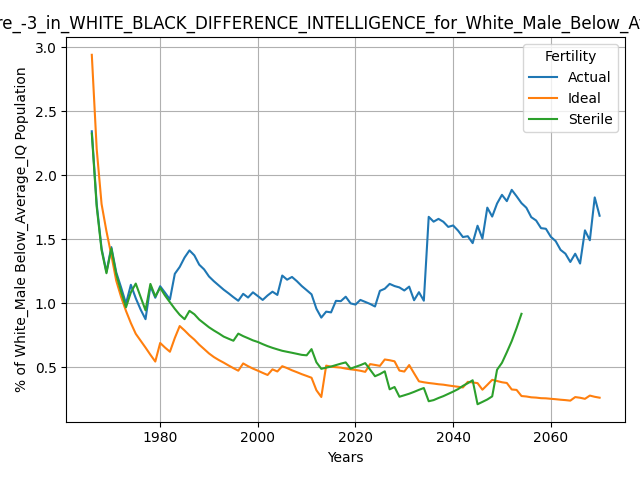 re_-3_in_WHITE_BLACK_DIFFERENCE_INTELLIGENCE_for_White_Male_Below_A
% of White_Male Below_Average_IQ Population
3.0
2.5
2.0
1.5
1.0
0.5
Fertility
Actual
Ideal
Sterile
1980
2000
2020
2040
2060
Years